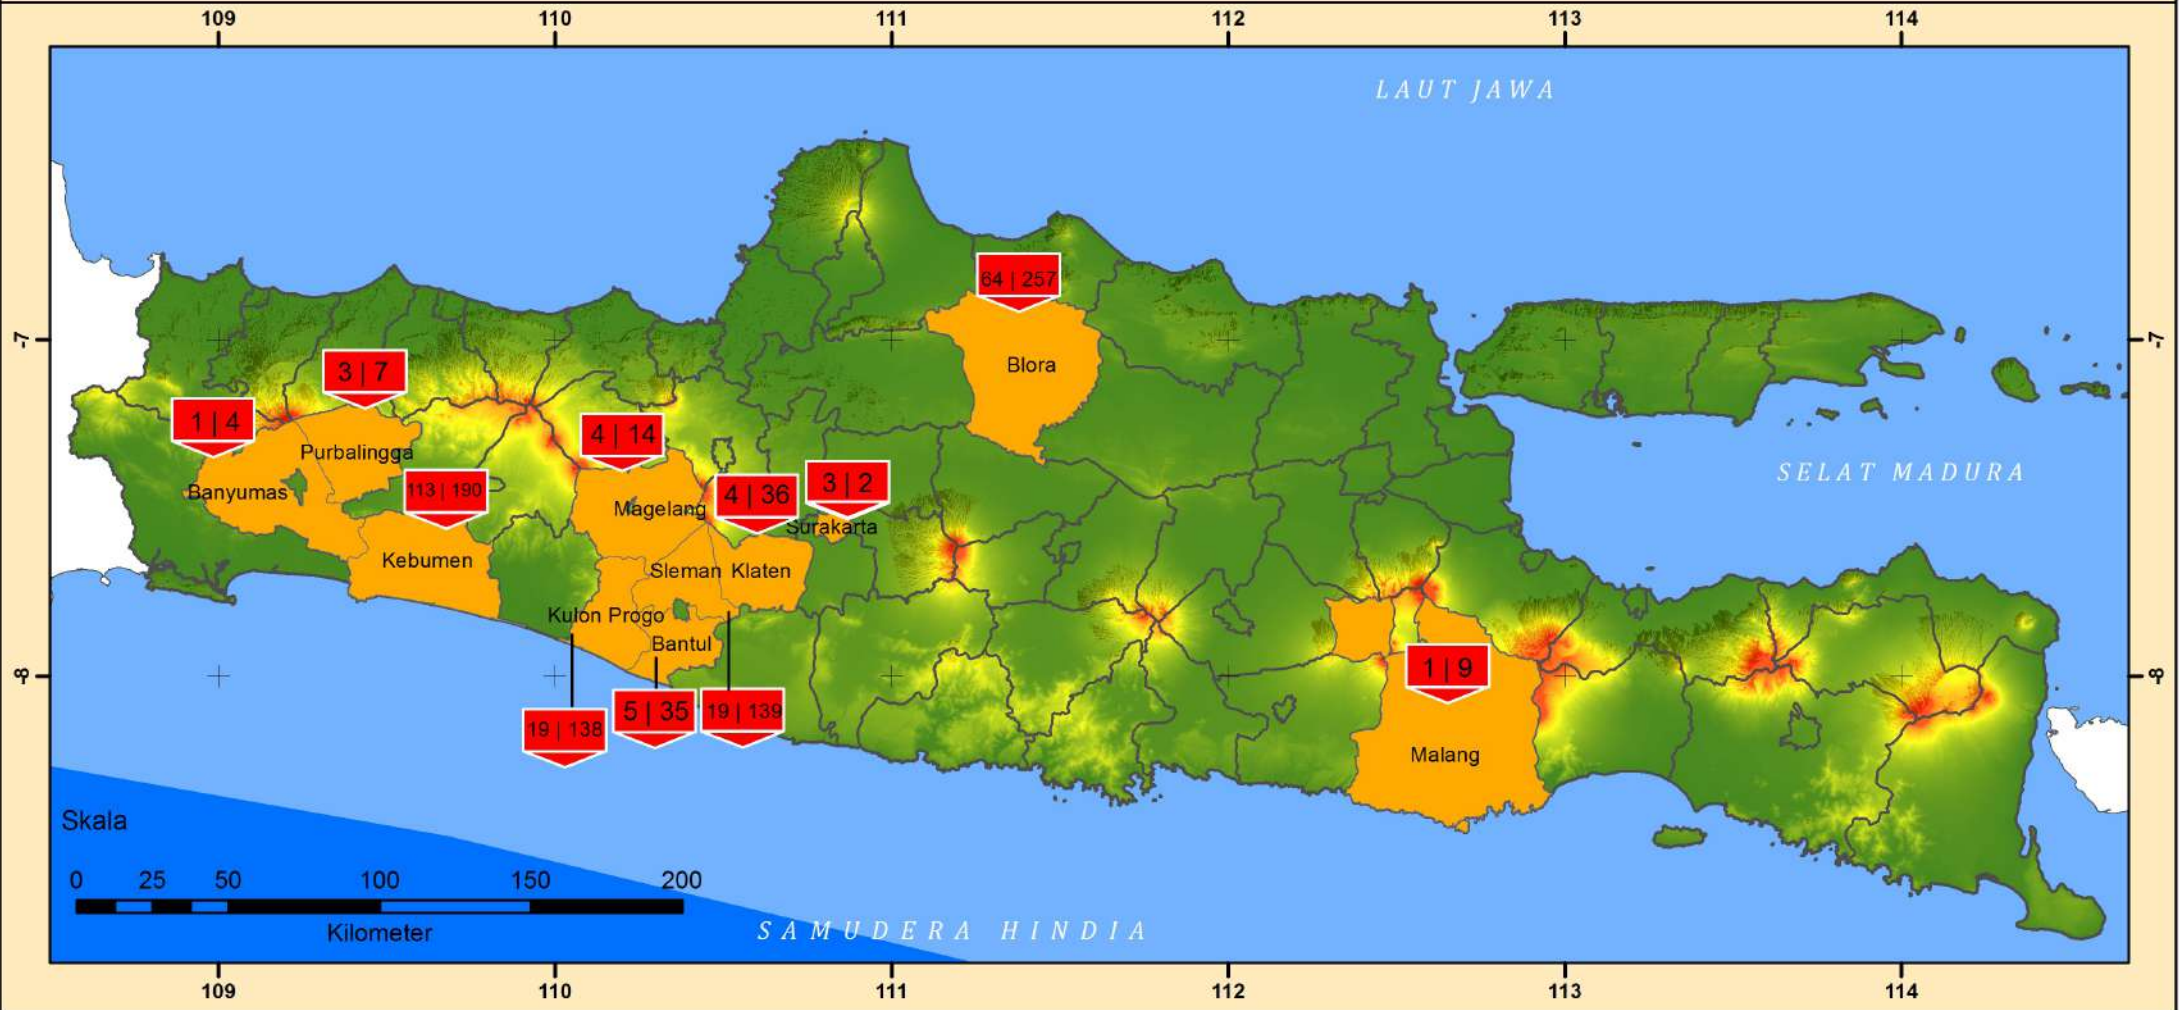 109 110 111 112 113 114
LAUT JAWA
64 | 257
-7 -7
Blora
3 | 7
1 | 4
4 | 14
Purbalingga
SELAT MADURA
113 | 190
4 | 36
3 | 2
Banyumas
Magelang
Surakarta
Kebumen
Sleman Klaten
Kulon Progo
Bantul
1 | 9
-8 -8
19 | 138
5 | 35
19 | 139
Malang
Skala
0 25 50 100 150 200
Kilometer
SAMUDERA HINDIA
109 110 111 112 113 114